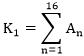 K₁ = ∑ₙ₌₁¹⁶ Aₙ